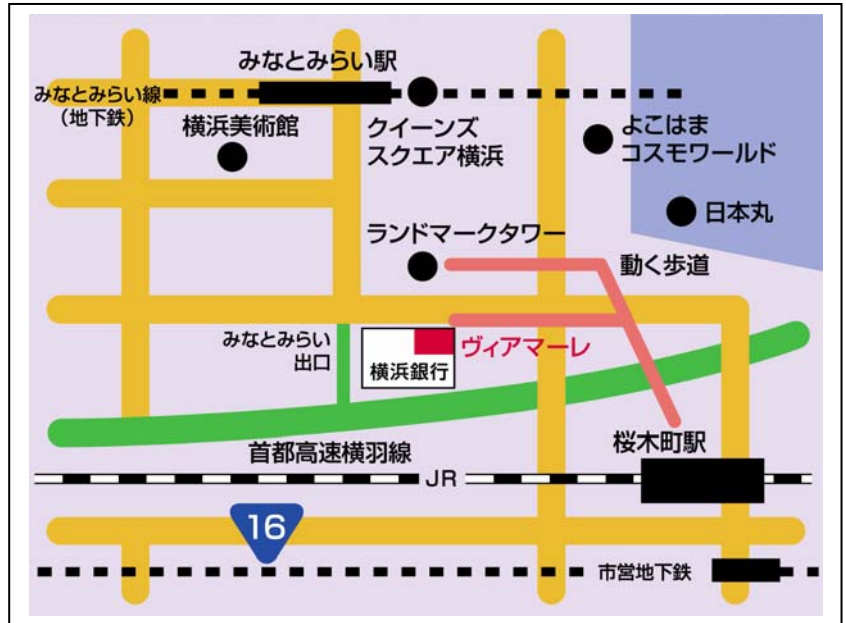 みなとみらい駅
みなとみらい線
（地下鉄）
横浜美術館
クイーンズ
スクエア横浜
よこはま
コスモワールド
日本丸
ランドマークタワー
動く歩道
みなとみらい
出口
横浜銀行
ヴィアマーレ
首都高速横羽線
桜木町駅
JR
16
市営地下鉄